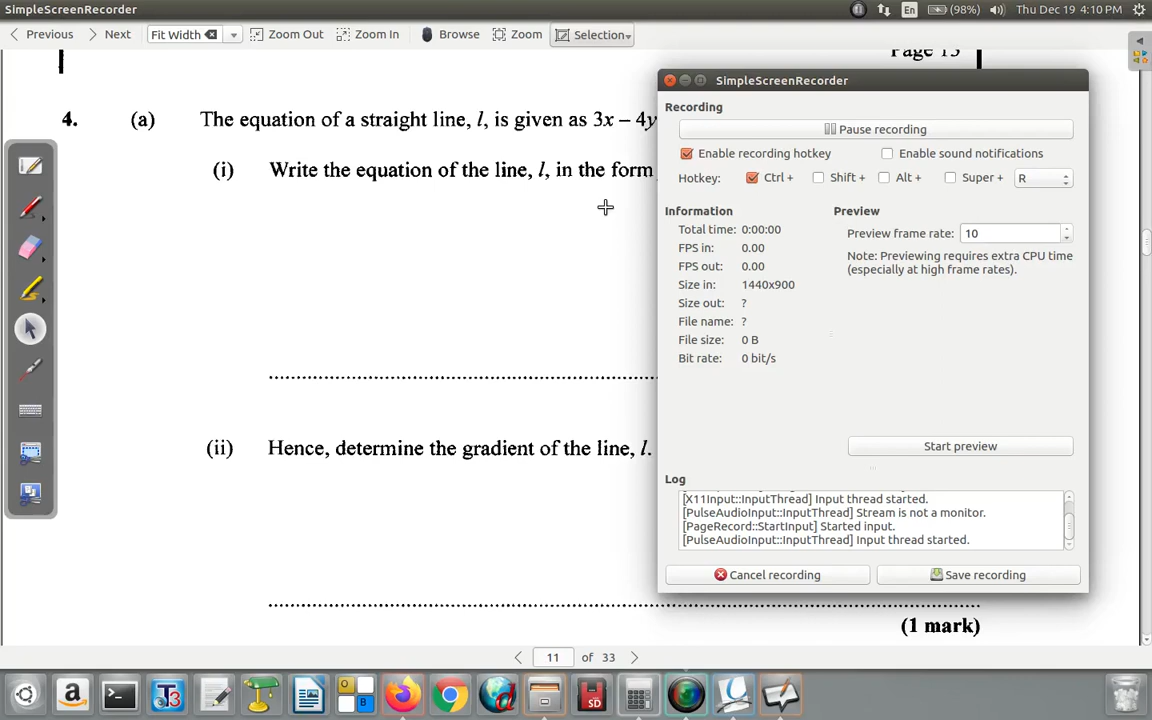 SimpleScreenRecorder
En
(98%)
Thu Dec 19 4:10 PM
Previous
Next
Fit Width
Zoom Out
Zoom In
Browse
Zoom
Selection
Page 13
4. (a) The equation of a straight line, l, is given as 3x – 4y
(i) Write the equation of the line, l, in the form
(ii) Hence, determine the gradient of the line, l.
(1 mark)
SimpleScreenRecorder
Recording
Pause recording
Enable recording hotkey
Enable sound notifications
Hotkey: Ctrl + Shift + Alt + Super + R
Information
Total time: 0:00:00
FPS in: 0.00
FPS out: 0.00
Size in: 1440x900
Size out: ?
File name: ?
File size: 0 B
Bit rate: 0 bit/s
Preview
Preview frame rate: 10
Note: Previewing requires extra CPU time
(especially at high frame rates).
Start preview
Log
[X11Input::InputThread] Input thread started.
[PulseAudioInput::InputThread] Stream is not a monitor.
[PageRecord::StartInput] Started input.
[PulseAudioInput::InputThread] Input thread started.
Cancel recording
Save recording
11 of 33